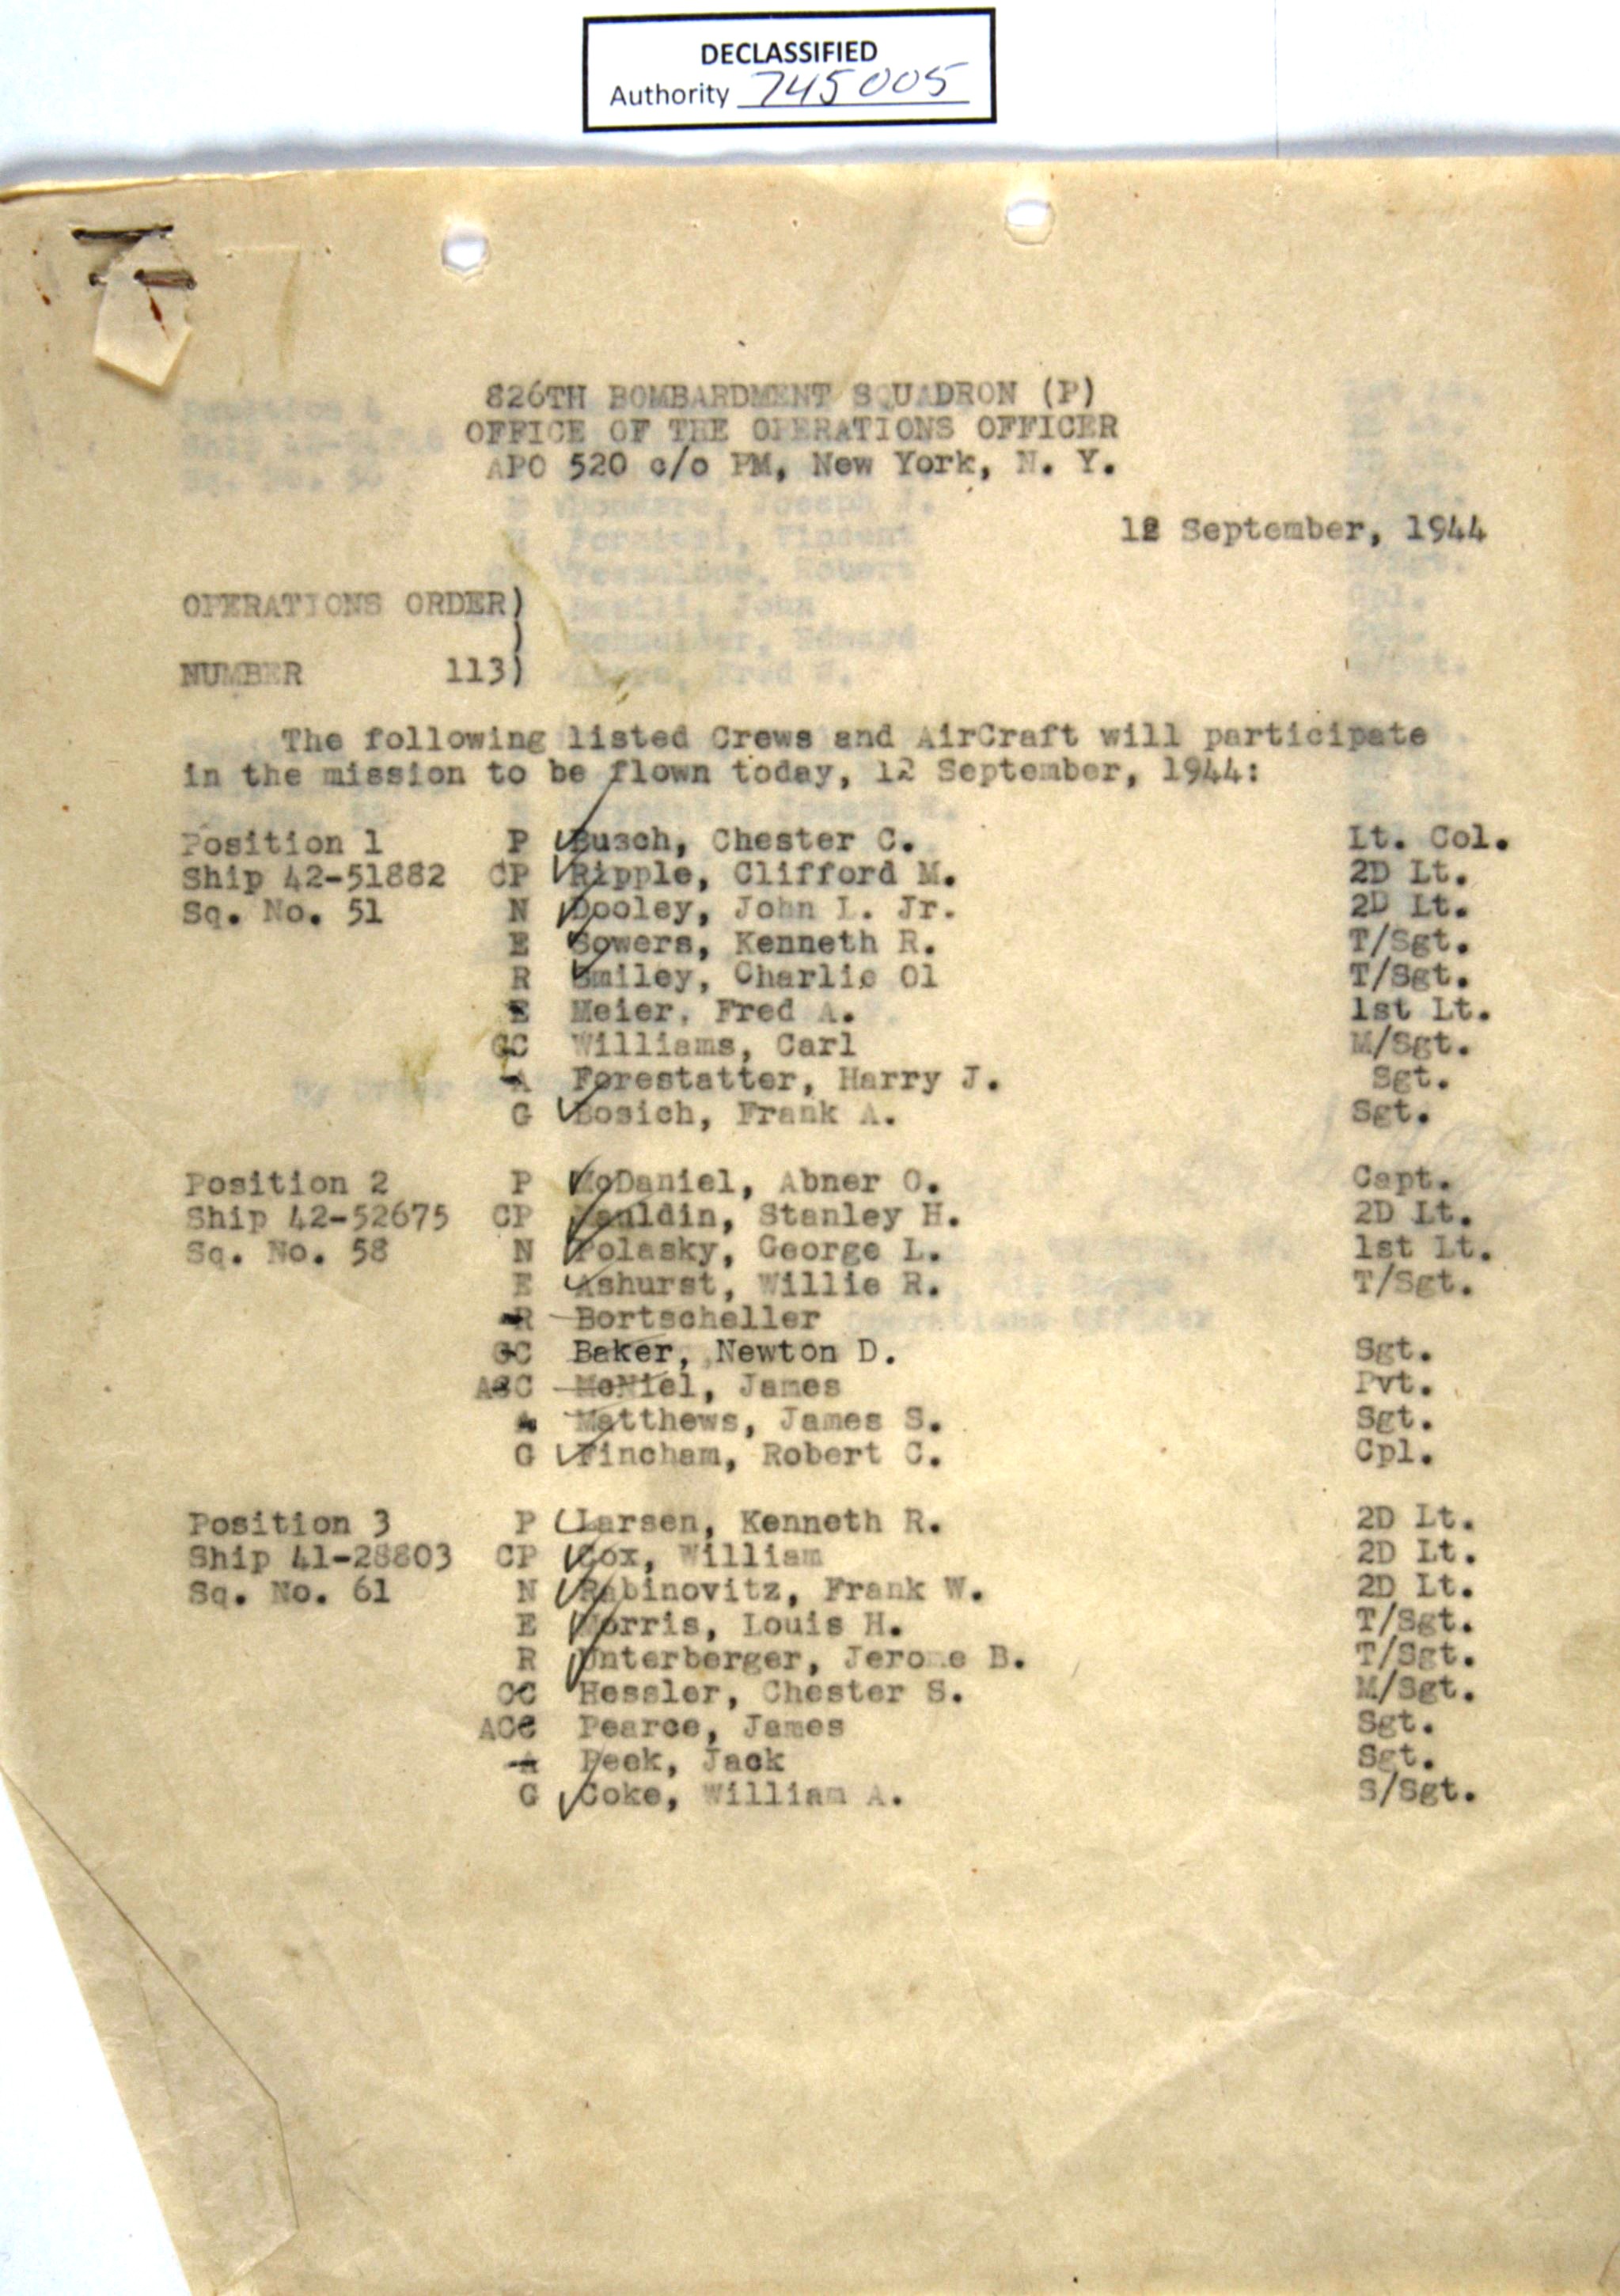 DECLASSIFIED
Authority 745005
826TH BOMBARDMENT SQUADRON (P)
OFFICE OF THE OPERATIONS OFFICER
APO 520 c/o PM, New York, N. Y.
12 September, 1944
OPERATIONS ORDER)
)
NUMBER 113)
The following listed Crews and AirCraft will participate
in the mission to be flown today, 12 September, 1944:
Position 1 P Busch, Chester C. Lt. Col.
Ship 42-51882 CP Ripple, Clifford M. 2D Lt.
Sq. No. 51 N Dooley, John L. Jr. 2D Lt.
E Sowers, Kenneth R. T/Sgt.
R Smiley, Charlie Ol T/Sgt.
Meier, Fred A. 1st Lt.
GC Williams, Carl M/Sgt.
A Forestatter, Harry J. Sgt.
G Bosich, Frank A. Sgt.
Position 2 P McDaniel, Abner O. Capt.
Ship 42-52675 CP Mauldin, Stanley H. 2D Lt.
Sq. No. 58 N Polasky, George L. 1st Lt.
E Ashurst, Willie R. T/Sgt.
R Bortscheller
CC Baker, Newton D. Sgt.
ACC McNiel, James Pvt.
A Matthews, James S. Sgt.
G Fincham, Robert C. Cpl.
Position 3 P Larsen, Kenneth R. 2D Lt.
Ship 41-28803 CP Cox, William 2D Lt.
Sq. No. 61 N Rabinovitz, Frank W. 2D Lt.
E Morris, Louis H. T/Sgt.
R Unterberger, Jerome B. T/Sgt.
CC Hessler, Chester S. M/Sgt.
ACC Pearce, James Sgt.
A Peek, Jack Sgt.
G Coke, William A. S/Sgt.